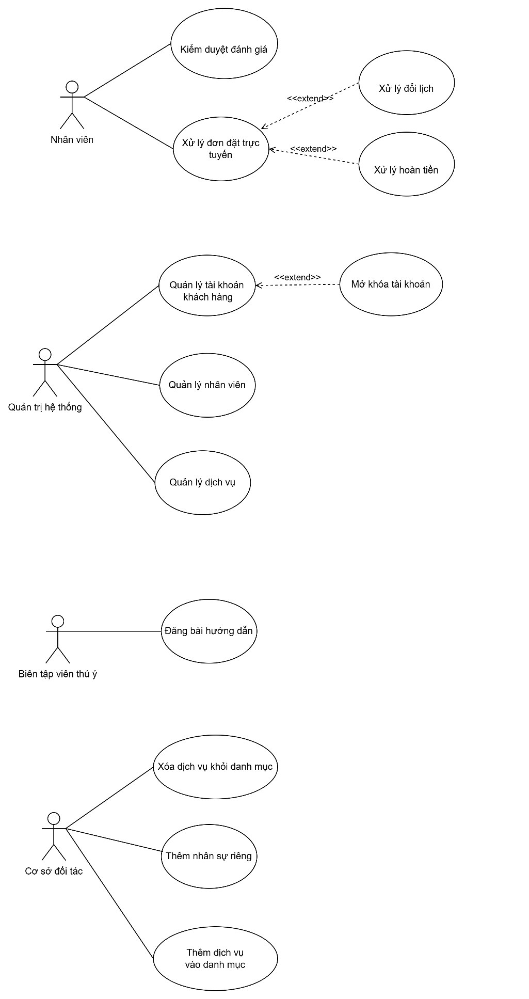 Kiểm duyệt đánh giá
Xử lý đổi lịch
<<extend>>
Nhân viên
Xử lý đơn đặt trực
tuyến
<<extend>>
Xử lý hoàn tiền
Quản lý tài khoản
khách hàng
<<extend>>
Mở khóa tài khoản
Quản lý nhân viên
Quản trị hệ thống
Quản lý dịch vụ
Đăng bài hướng dẫn
Biên tập viên thú ý
Xóa dịch vụ khỏi danh mục
Thêm nhân sự riêng
Cơ sở đối tác
Thêm dịch vụ
vào danh mục